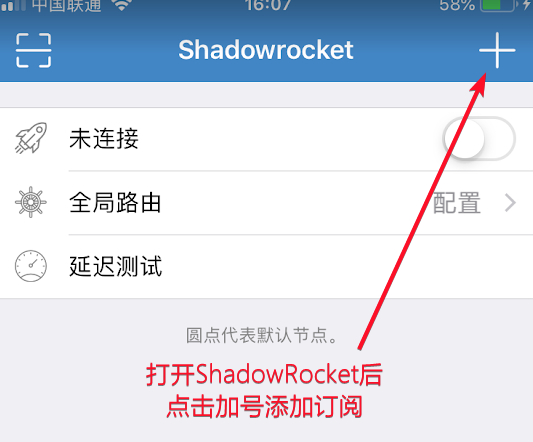 中国联通 16:07 58%
Shadowrocket
未连接
全局路由 配置
延迟测试
圆点代表默认节点。
打开ShadowRocket后
点击加号添加订阅